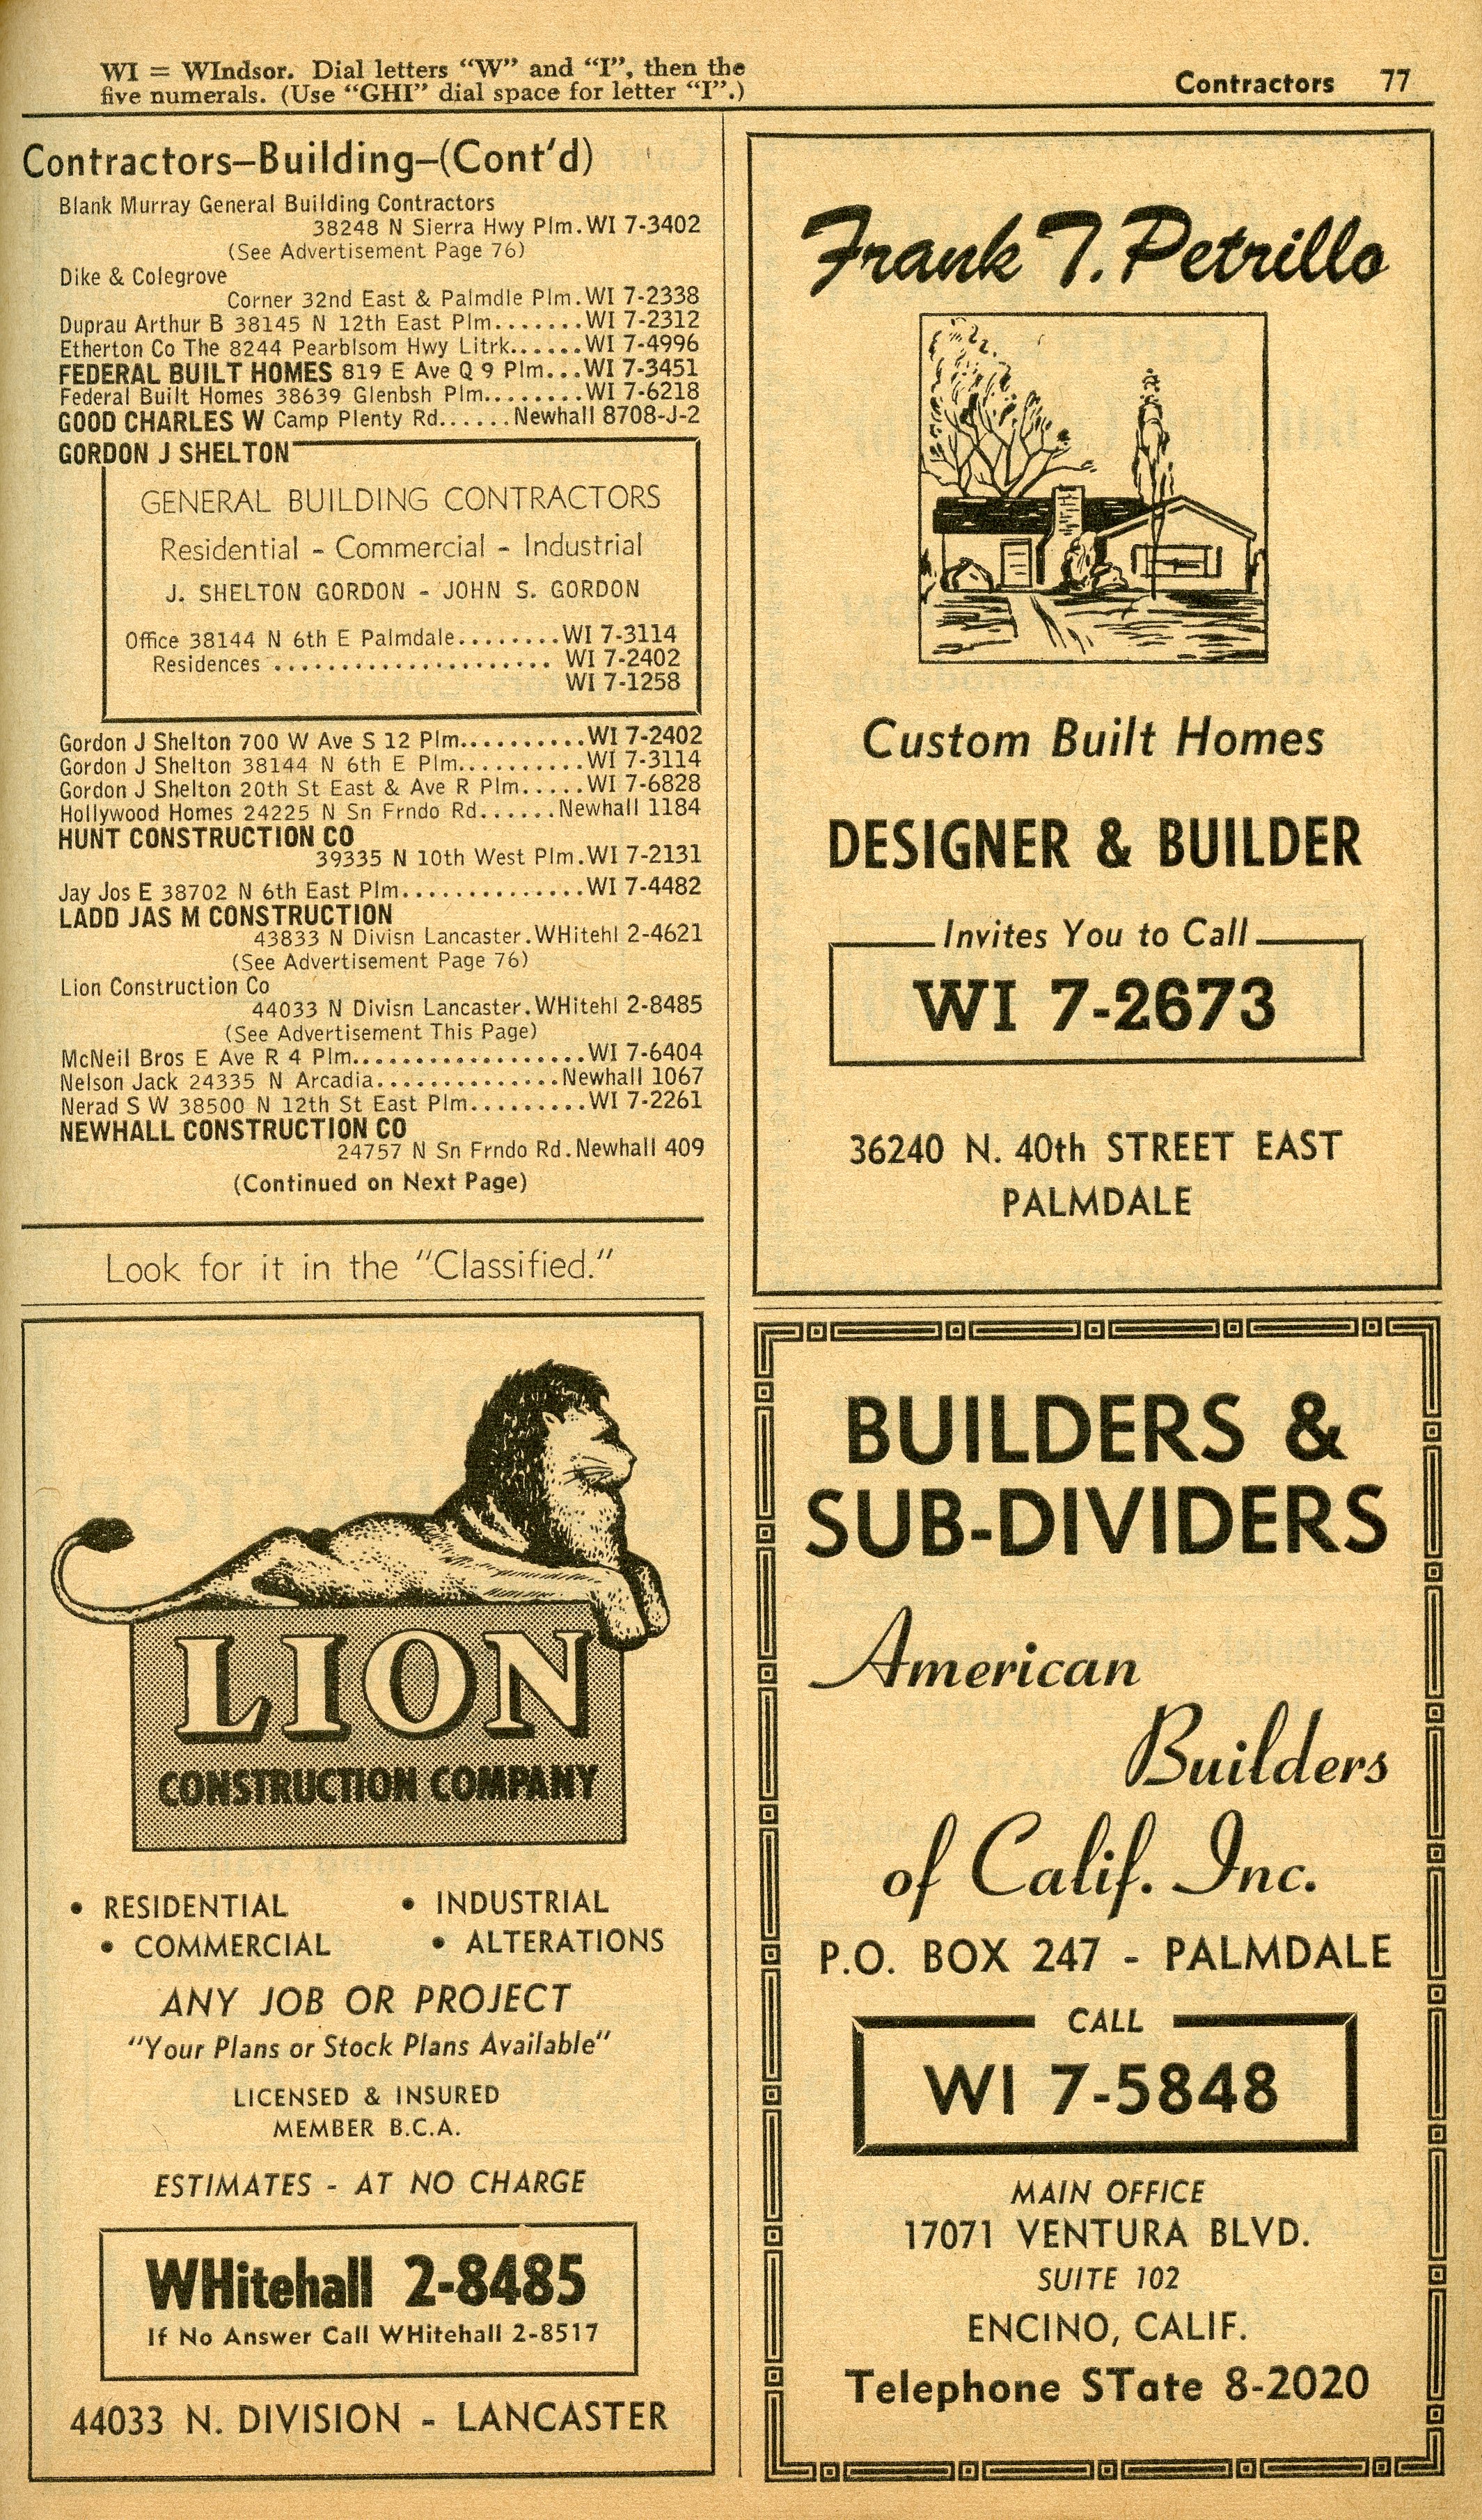 WI = WIndsor. Dial letters “W” and “I”, then the
five numerals. (Use “GHI” dial space for letter “I”.)
Contractors 77
Contractors–Building–(Cont'd)
Blank Murray General Building Contractors
38248 N Sierra Hwy Plm.WI 7-3402
(See Advertisement Page 76)
Dike & Colegrove
Corner 32nd East & Palmdle Plm.WI 7-2338
Duprau Arthur B 38145 N 12th East Plm.......WI 7-2312
Etherton Co The 8244 Pearblsom Hwy Litrk......WI 7-4996
FEDERAL BUILT HOMES 819 E Ave Q 9 Plm...WI 7-3451
Federal Built Homes 38639 Glenbsh Plm........WI 7-6218
GOOD CHARLES W Camp Plenty Rd......Newhall 8708-J-2
GORDON J SHELTON
GENERAL BUILDING CONTRACTORS
Residential - Commercial - Industrial
J. SHELTON GORDON - JOHN S. GORDON
Office 38144 N 6th E Palmdale........WI 7-3114
Residences ..................... WI 7-2402
WI 7-1258
Gordon J Shelton 700 W Ave S 12 Plm..........WI 7-2402
Gordon J Shelton 38144 N 6th E Plm..........WI 7-3114
Gordon J Shelton 20th St East & Ave R Plm.....WI 7-6828
Hollywood Homes 24225 N Sn Frndo Rd......Newhall 1184
HUNT CONSTRUCTION CO
39335 N 10th West Plm.WI 7-2131
Jay Jos E 38702 N 6th East Plm..............WI 7-4482
LADD JAS M CONSTRUCTION
43833 N Divisn Lancaster.WHitehl 2-4621
(See Advertisement Page 76)
Lion Construction Co
44033 N Divisn Lancaster.WHitehl 2-8485
(See Advertisement This Page)
McNeil Bros E Ave R 4 Plm..................WI 7-6404
Nelson Jack 24335 N Arcadia..............Newhall 1067
Nerad S W 38500 N 12th St East Plm.........WI 7-2261
NEWHALL CONSTRUCTION CO
24757 N Sn Frndo Rd.Newhall 409
(Continued on Next Page)
Look for it in the “Classified.”
LION
CONSTRUCTION COMPANY
• RESIDENTIAL • INDUSTRIAL
• COMMERCIAL • ALTERATIONS
ANY JOB OR PROJECT
“Your Plans or Stock Plans Available”
LICENSED & INSURED
MEMBER B.C.A.
ESTIMATES - AT NO CHARGE
WHitehall 2-8485
If No Answer Call WHitehall 2-8517
44033 N. DIVISION - LANCASTER
Frank T. Petrillo
Custom Built Homes
DESIGNER & BUILDER
Invites You to Call
WI 7-2673
36240 N. 40th STREET EAST
PALMDALE
BUILDERS &
SUB-DIVIDERS
American
Builders
of Calif. Inc.
P.O. BOX 247 - PALMDALE
CALL
WI 7-5848
MAIN OFFICE
17071 VENTURA BLVD.
SUITE 102
ENCINO, CALIF.
Telephone STate 8-2020